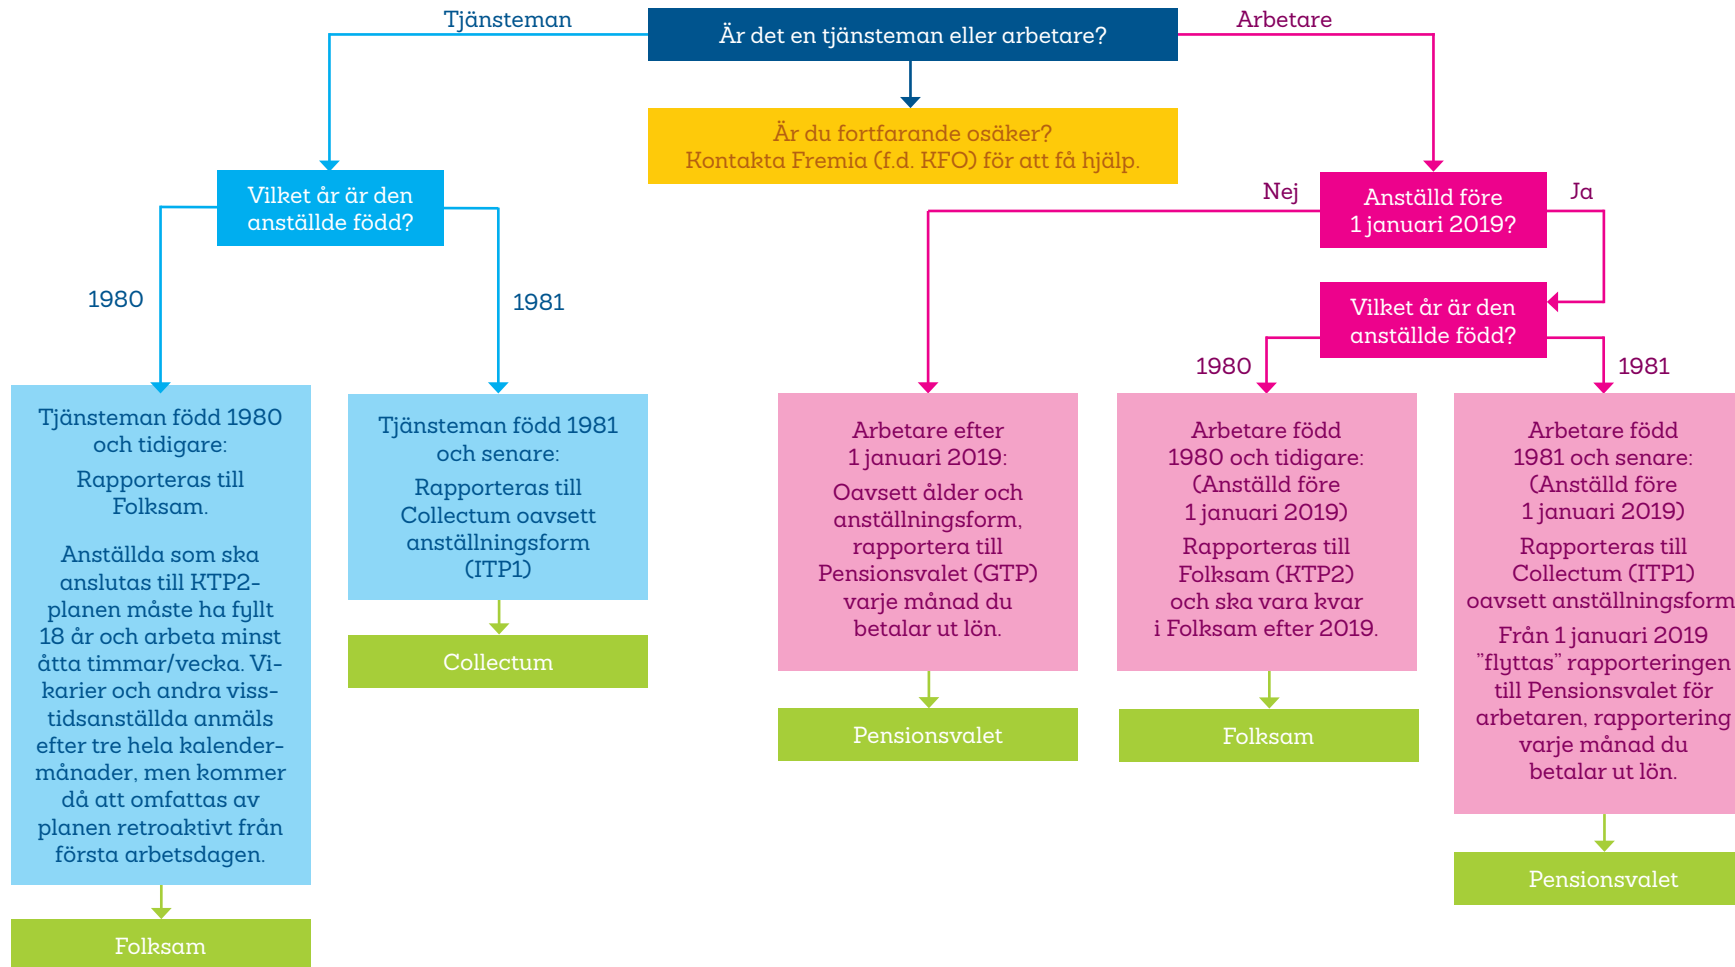 Tjänsteman
Är det en tjänsteman eller arbetare?
Arbetare
Är du fortfarande osäker?
Kontakta Fremia (f.d. KFO) för att få hjälp.
Vilket år är den
anställde född?
1980
1981
Tjänsteman född 1980
och tidigare:
Rapporteras till
Folksam.
Anställda som ska
anslutas till KTP2-
planen måste ha fyllt
18 år och arbeta minst
åtta timmar/vecka. Vi-
karier och andra viss-
tidsanställda anmäls
efter tre hela kalender-
månader, men kommer
då att omfattas av
planen retroaktivt från
första arbetsdagen.
Folksam
Tjänsteman född 1981
och senare:
Rapporteras till
Collectum oavsett
anställningsform
(ITP1)
Collectum
Nej
Anställd före
1 januari 2019?
Ja
Vilket år är den
anställde född?
1980
1981
Arbetare efter
1 januari 2019:
Oavsett ålder och
anställningsform,
rapportera till
Pensionsvalet (GTP)
varje månad du
betalar ut lön.
Pensionsvalet
Arbetare född
1980 och tidigare:
(Anställd före
1 januari 2019)
Rapporteras till
Folksam (KTP2)
och ska vara kvar
i Folksam efter 2019.
Folksam
Arbetare född
1981 och senare:
(Anställd före
1 januari 2019)
Rapporteras till
Collectum (ITP1)
oavsett anställningsform
Från 1 januari 2019
”flyttas” rapporteringen
till Pensionsvalet för
arbetaren, rapportering
varje månad du
betalar ut lön.
Pensionsvalet